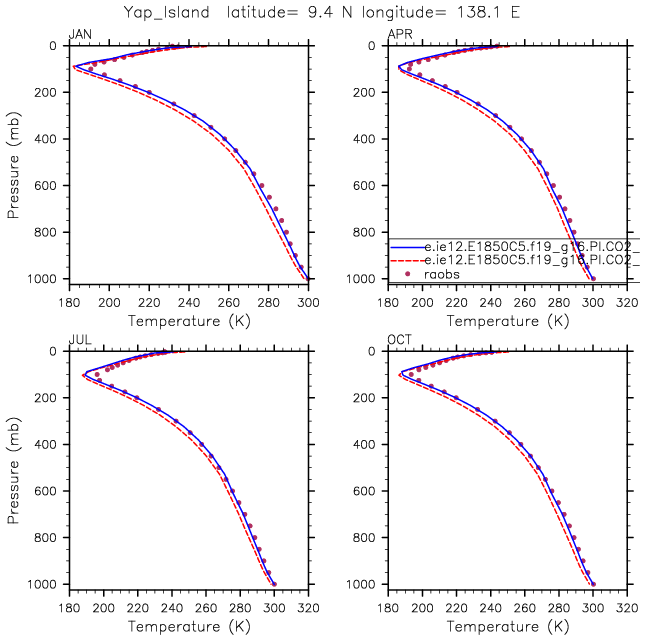 Yap_Island latitude= 9.4 N longitude= 138.1 E
JAN
APR
0
200
400
600
800
1000
Pressure (mb)
180 200 220 240 260 280 300
Temperature (K)
0
200
400
600
800
1000
180 200 220 240 260 280 300 320
Temperature (K)
e.ie12.E1850C5.f19_g16.PI.CO2_
e.ie12.E1850C5.f19_g16.PI.CO2_
raobs
JUL
OCT
0
200
400
600
800
1000
Pressure (mb)
180 200 220 240 260 280 300 320
Temperature (K)
0
200
400
600
800
1000
180 200 220 240 260 280 300 320
Temperature (K)